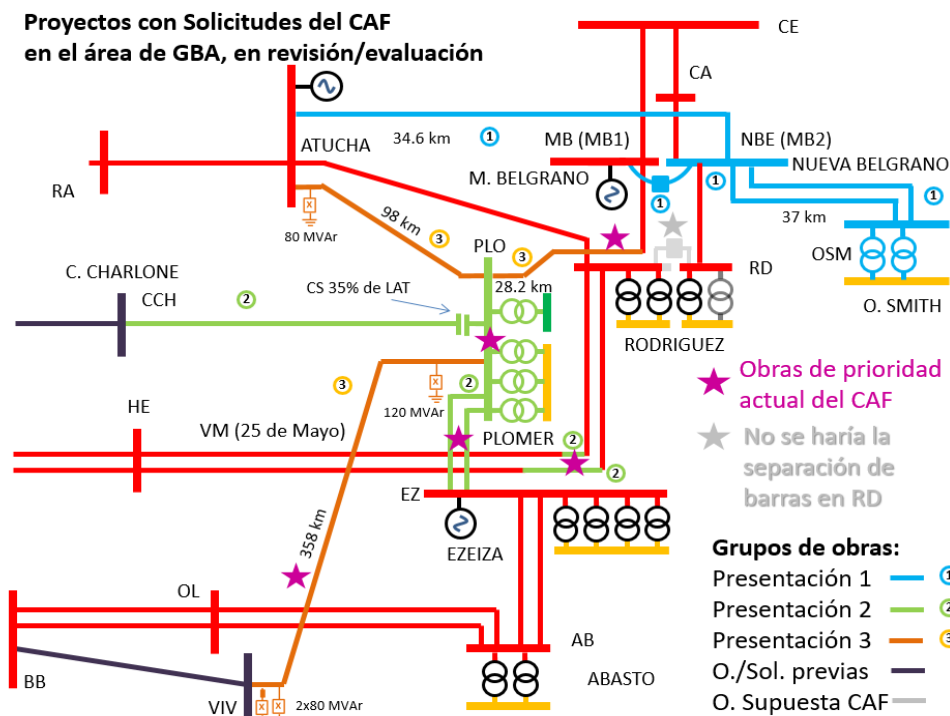 Proyectos con Solicitudes del CAF
en el área de GBA, en revisión/evaluación
CE
CA
34.6 km
1
ATUCHA
MB (MB1)
NBE (MB2)
NUEVA BELGRANO
RA
M. BELGRANO
1
1
1
37 km
80 MVAr
98 km
3
PLO
3
OSM
RD
C. CHARLONE
CCH
CS 35% de LAT
28.2 km
O. SMITH
2
RODRIGUEZ
Obras de prioridad
actual del CAF
3
2
120 MVAr
HE
VM (25 de Mayo)
PLOMER
2
2
No se haría la
separación de
barras en RD
EZ
358 km
EZEIZA
Grupos de obras:
Presentación 1
1
Presentación 2
2
Presentación 3
3
O./Sol. previas
O. Supuesta CAF
OL
AB
ABASTO
BB
VIV
2x80 MVAr